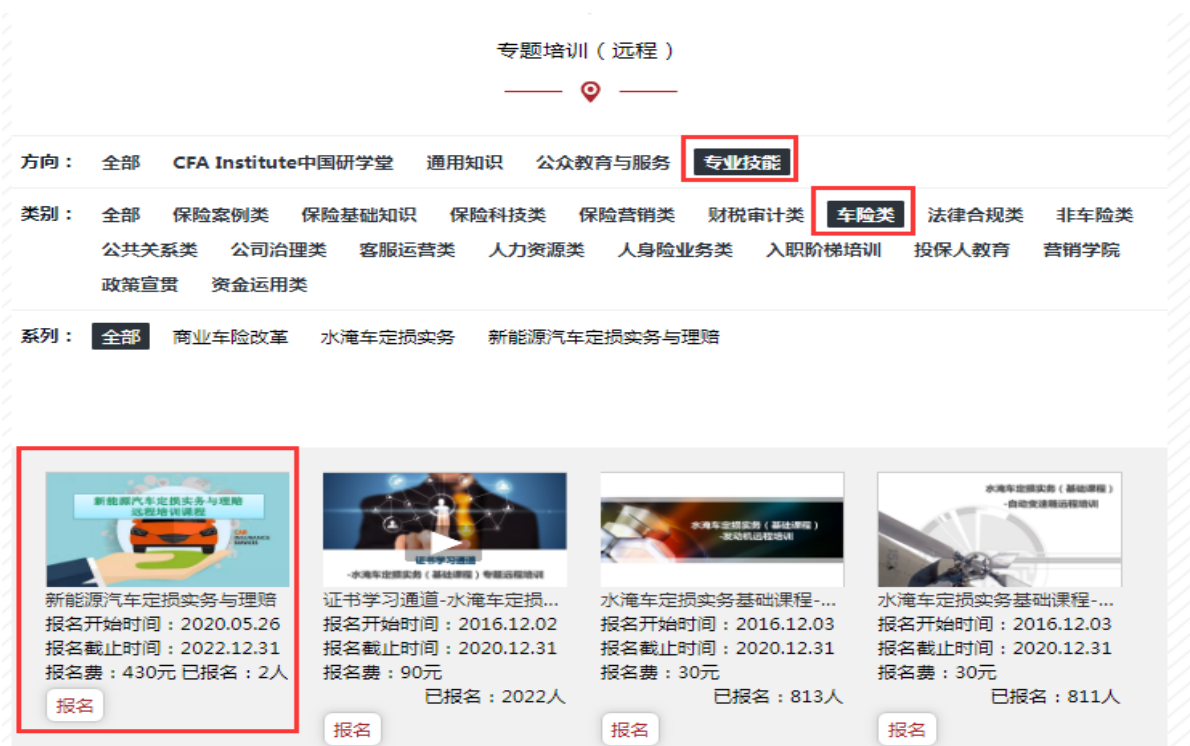 专题培训（远程）
方向： 全部 CFA Institute中国研学堂 通用知识 公众教育与服务 专业技能
类别： 全部 保险案例类 保险基础知识 保险科技类 保险营销类 财税审计类 车险类 法律合规类 非车险类
公共关系类 公司治理类 客服运营类 人力资源类 人身险业务类 入职阶梯培训 投保人教育 营销学院
政策宣贯 资金运用类
系列： 全部 商业车险改革 水淹车定损实务 新能源汽车定损实务与理赔
新能源汽车定损实务与理赔
远程培训课程
CAR
INSURANCE
SERVICES
新能源汽车定损实务与理赔
报名开始时间：2020.05.26
报名截止时间：2022.12.31
报名费：430元 已报名：2人
报名
证书学习通道
-水淹车定损实务（基础课程）专题远程培训
证书学习通道-水淹车定损...
报名开始时间：2016.12.02
报名截止时间：2020.12.31
报名费：90元
已报名：2022人
报名
水淹车定损实务（基础课程）
-发动机远程培训
水淹车定损实务基础课程-...
报名开始时间：2016.12.03
报名截止时间：2020.12.31
报名费：30元
已报名：813人
报名
水淹车定损实务（基础课程）
-自动变速箱远程培训
水淹车定损实务基础课程-...
报名开始时间：2016.12.03
报名截止时间：2020.12.31
报名费：30元
已报名：811人
报名